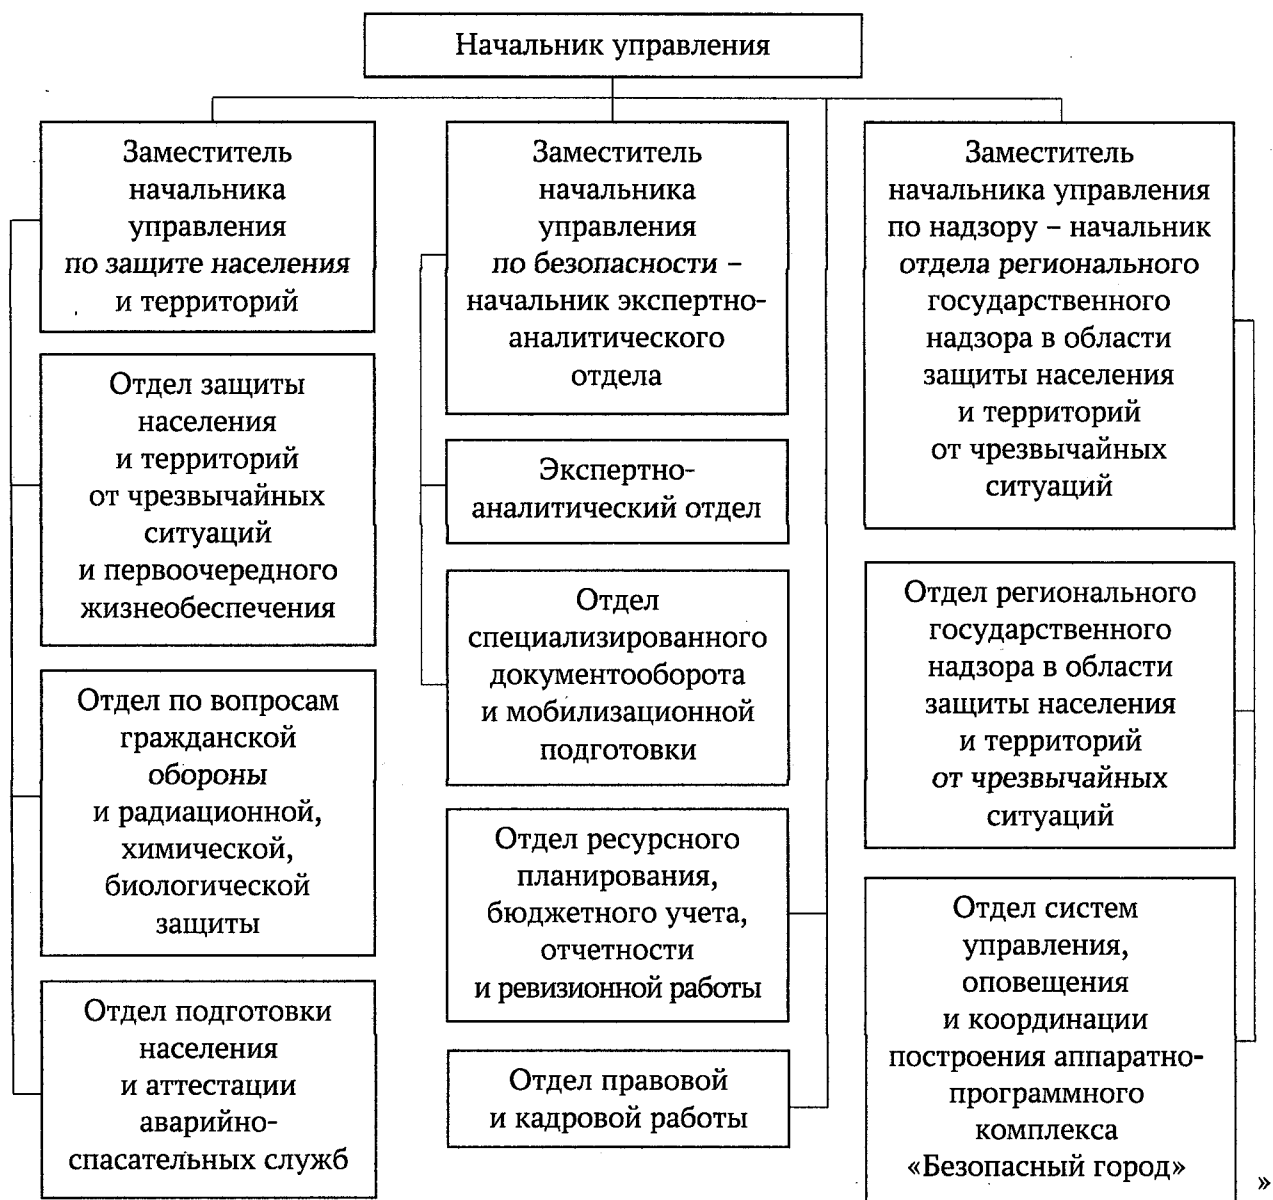 Начальник управления
Заместитель
начальника
управления
по защите населения
и территорий
Отдел защиты
населения
и территорий
от чрезвычайных
ситуаций
и первоочередного
жизнеобеспечения
Отдел по вопросам
гражданской
обороны
и радиационной,
химической,
биологической
защиты
Отдел подготовки
населения
и аттестации
аварийно-
спасательных служб
Заместитель
начальника
управления
по безопасности –
начальник экспертно-
аналитического
отдела
Экспертно-
аналитический отдел
Отдел
специализированного
документооборота
и мобилизационной
подготовки
Отдел ресурсного
планирования,
бюджетного учета,
отчетности
и ревизионной работы
Отдел правовой
и кадровой работы
Заместитель
начальника управления
по надзору – начальник
отдела регионального
государственного
надзора в области
защиты населения
и территорий
от чрезвычайных
ситуаций
Отдел регионального
государственного
надзора в области
защиты населения
и территорий
от чрезвычайных
ситуаций
Отдел систем
управления,
оповещения
и координации
построения аппаратно-
программного
комплекса
«Безопасный город»
»